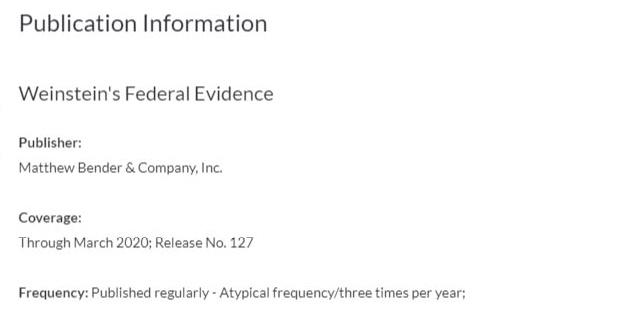 Publication Information
Weinstein's Federal Evidence
Publisher:
Matthew Bender & Company, Inc.
Coverage:
Through March 2020; Release No. 127
Frequency: Published regularly - Atypical frequency/three times per year;